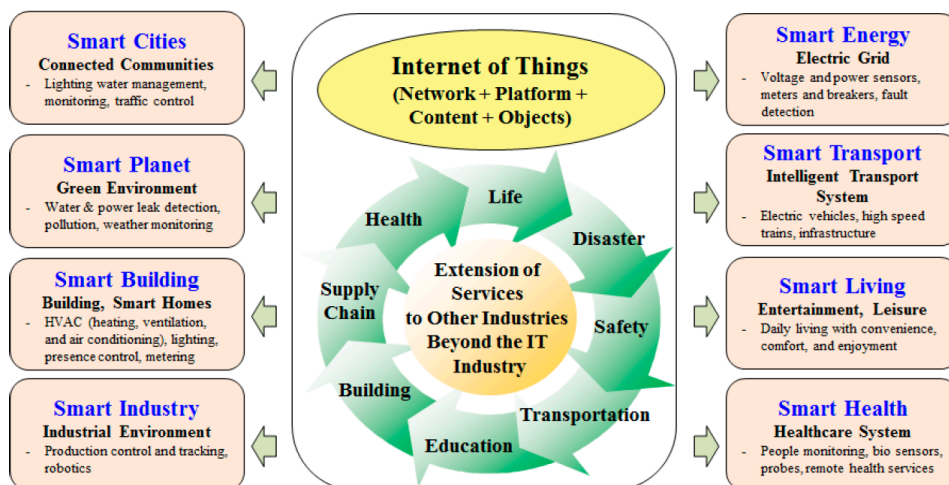 Smart Cities
Connected Communities
- Lighting water management,
monitoring, traffic control
Smart Planet
Green Environment
- Water & power leak detection,
pollution, weather monitoring
Smart Building
Building, Smart Homes
- HVAC (heating, ventilation,
and air conditioning), lighting,
presence control, metering
Smart Industry
Industrial Environment
- Production control and tracking,
robotics
Internet of Things
(Network + Platform +
Content + Objects)
Life
Disaster
Safety
Transportation
Education
Building
Supply
Chain
Health
Extension of
Services
to Other Industries
Beyond the IT
Industry
Smart Energy
Electric Grid
- Voltage and power sensors,
meters and breakers, fault
detection
Smart Transport
Intelligent Transport
System
- Electric vehicles, high speed
trains, infrastructure
Smart Living
Entertainment, Leisure
- Daily living with convenience,
comfort, and enjoyment
Smart Health
Healthcare System
- People monitoring, bio sensors,
probes, remote health services